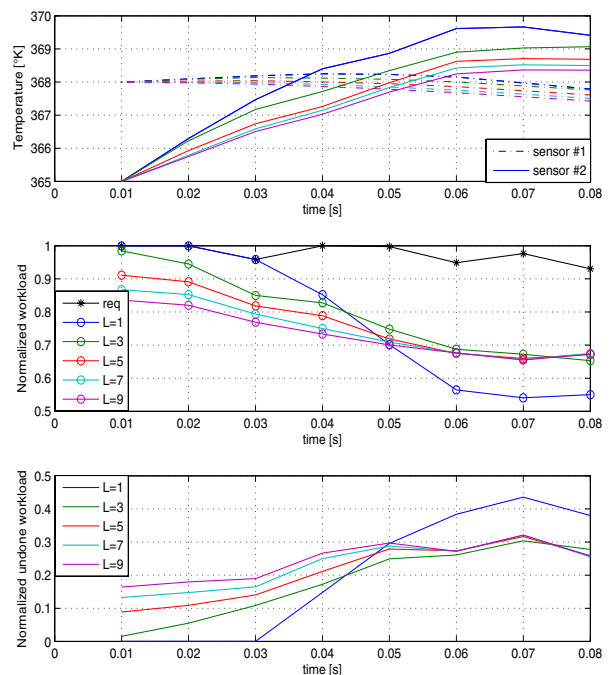 370
369
368
367
366
365
Temperature [°K]
sensor #1
sensor #2
0 0.01 0.02 0.03 0.04 0.05 0.06 0.07 0.08
time [s]
1
0.9
0.8
0.7
0.6
0.5
Normalized workload
req
L=1
L=3
L=5
L=7
L=9
0 0.01 0.02 0.03 0.04 0.05 0.06 0.07 0.08
time [s]
0.5
0.4
0.3
0.2
0.1
0
Normalized undone workload
L=1
L=3
L=5
L=7
L=9
0 0.01 0.02 0.03 0.04 0.05 0.06 0.07 0.08
time [s]